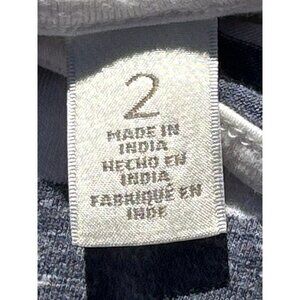 2
MADE IN
INDIA
HECHO EN
INDIA
FABRIQUÉ EN
INDE